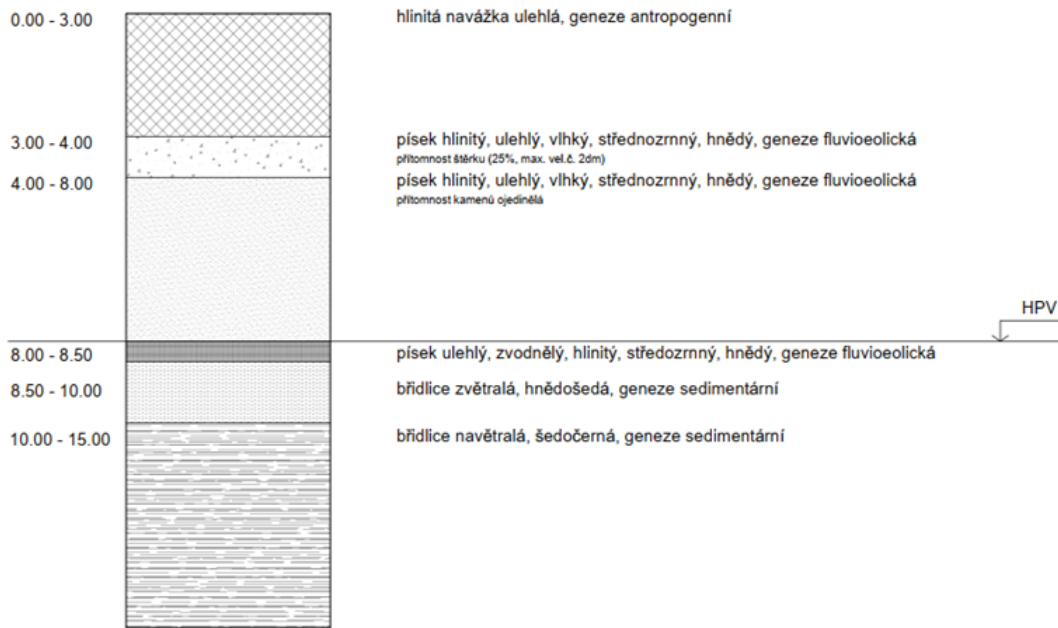 0.00 - 3.00 hlinitá navážka ulehlá, geneze antropogenní
3.00 - 4.00 písek hlinitý, ulehlý, vlhký, střednozrnný, hnědý, geneze fluvioeolická
přítomnost štěrku (25%, max. vel.č. 2dm)
4.00 - 8.00 písek hlinitý, ulehlý, vlhký, střednozrnný, hnědý, geneze fluvioeolická
přítomnost kamenů ojedinělá
HPV
8.00 - 8.50 písek ulehlý, zvodnělý, hlinitý, středozrnný, hnědý, geneze fluvioeolická
8.50 - 10.00 břidlice zvětralá, hnědošedá, geneze sedimentární
10.00 - 15.00 břidlice navětralá, šedočerná, geneze sedimentární